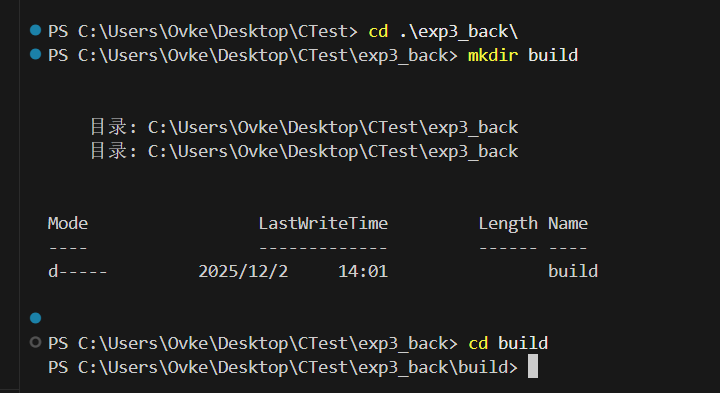 PS C:\Users\Ovke\Desktop\CTest> cd .\exp3_back\
PS C:\Users\Ovke\Desktop\CTest\exp3_back> mkdir build
目录: C:\Users\Ovke\Desktop\CTest\exp3_back
目录: C:\Users\Ovke\Desktop\CTest\exp3_back
Mode                 LastWriteTime         Length Name
----                 -------------         ------ ----
d-----         2025/12/2     14:01                build
PS C:\Users\Ovke\Desktop\CTest\exp3_back> cd build
PS C:\Users\Ovke\Desktop\CTest\exp3_back\build>